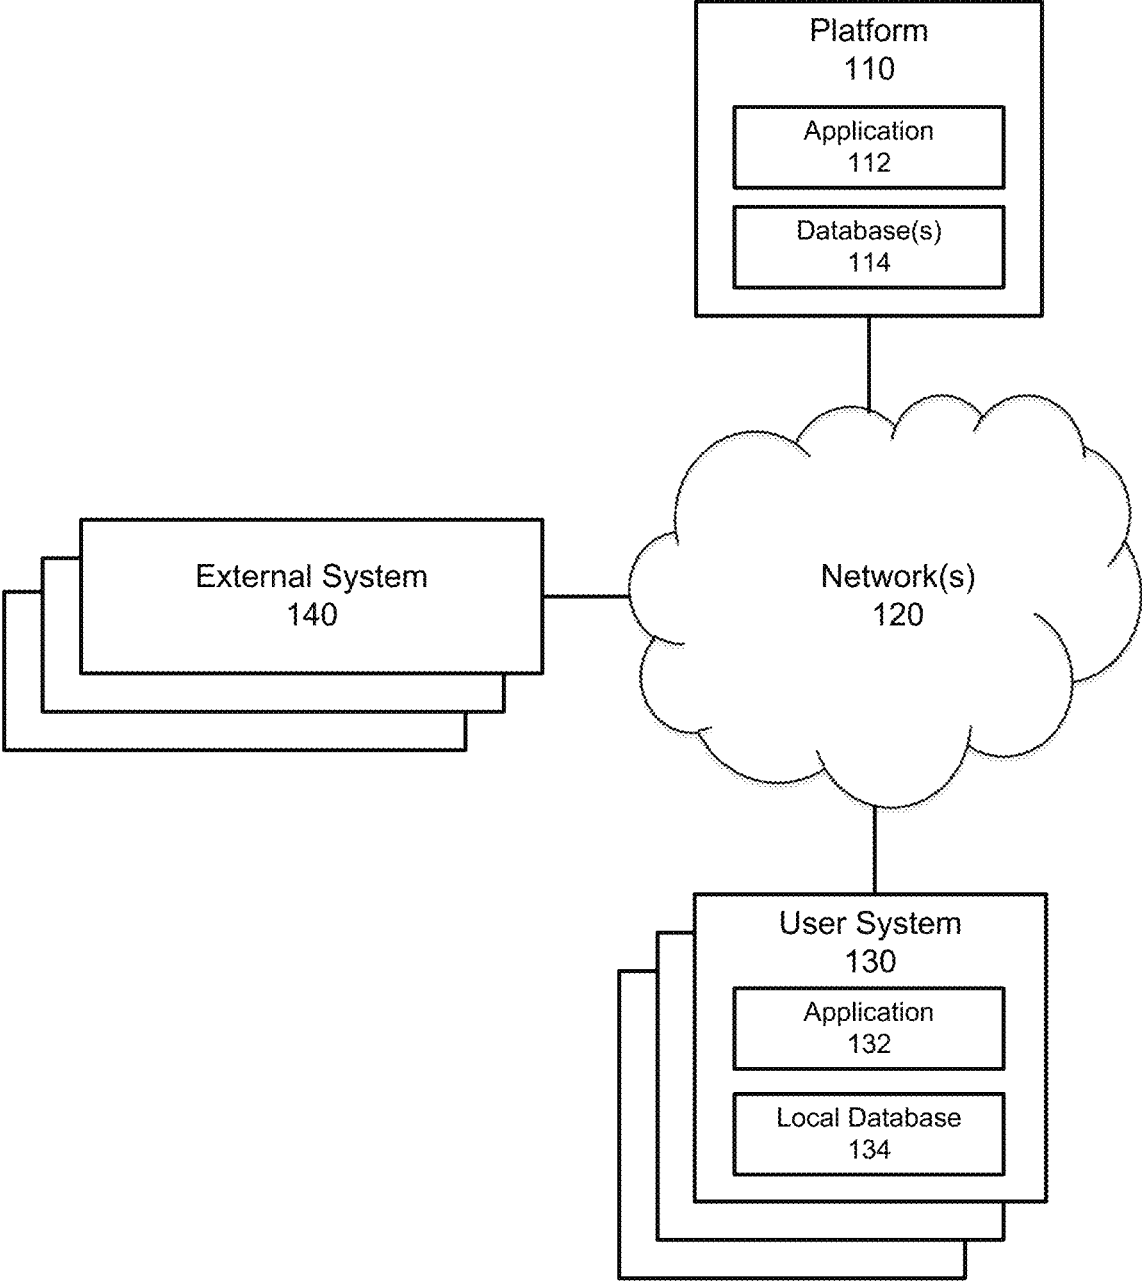 Platform
110
Application
112
Database(s)
114
External System
140
Network(s)
120
User System
130
Application
132
Local Database
134